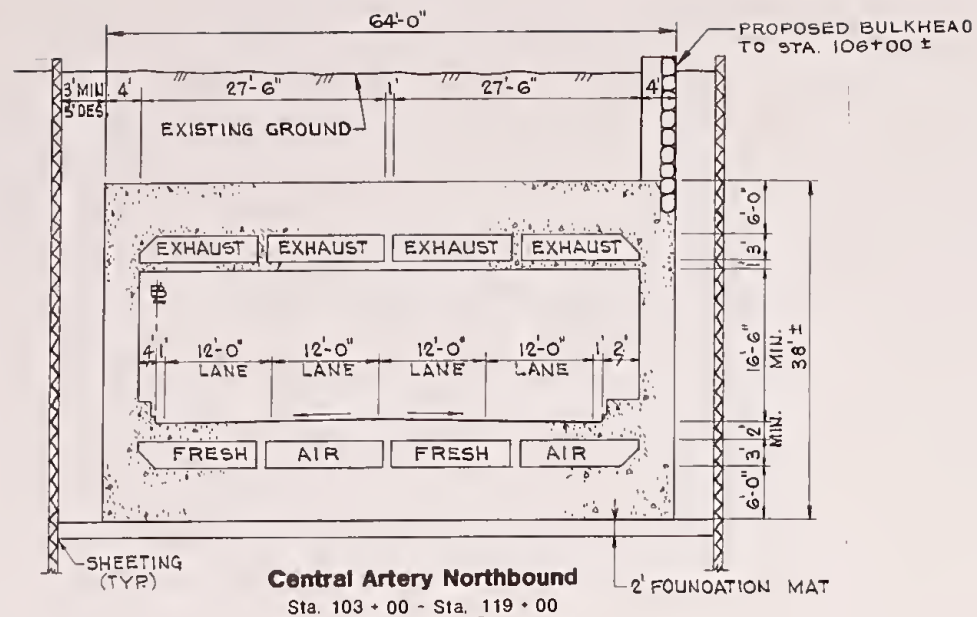 64'-0"
PROPOSED BULKHEAD
TO STA. 106+00 ±
3' MIN.
5' DES.
4'
27'-6"
1'
27'-6"
4'
EXISTING GROUND
6'-0"
EXHAUST
EXHAUST
EXHAUST
EXHAUST
3'
1'
4'
1'
12'-0"
LANE
12'-0"
LANE
12'-0"
LANE
12'-0"
LANE
1'
2'
16'-6"
MIN.
38' ±
FRESH
AIR
FRESH
AIR
2'
MIN.
3'
6'-0"
SHEETING
(TYP.)
2' FOUNDATION MAT
Central Artery Northbound
Sta. 103 + 00 - Sta. 119 + 00